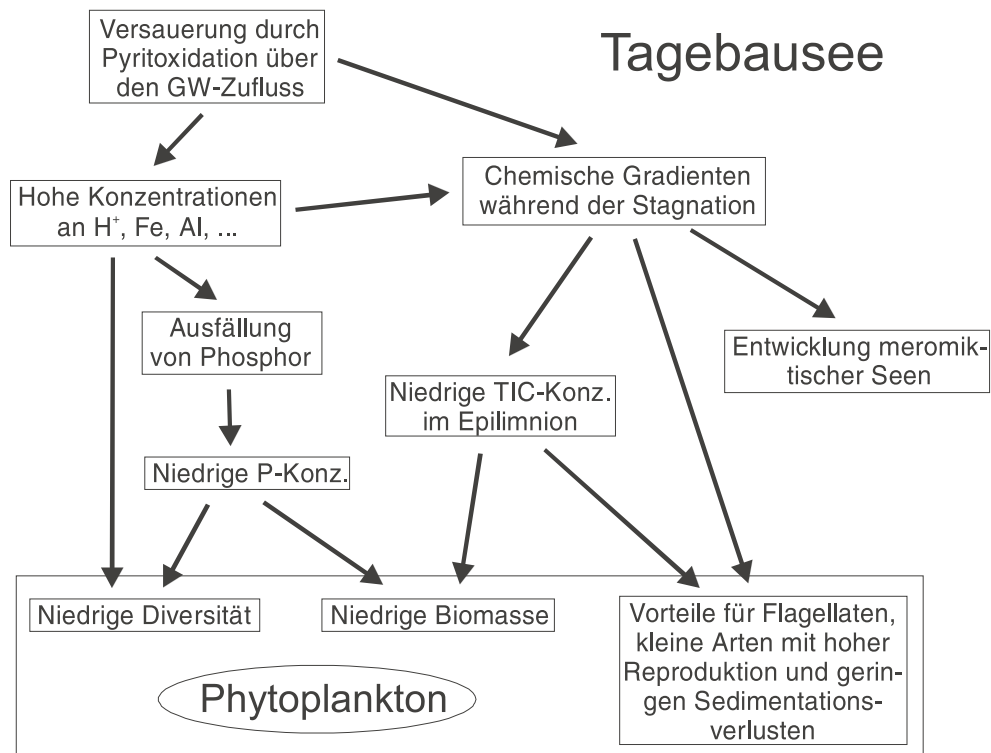 Versauerung durch
Pyritoxidation über
den GW-Zufluss
Tagebausee
Hohe Konzentrationen
an H⁺, Fe, Al, ...
Chemische Gradienten
während der Stagnation
Ausfällung
von Phosphor
Entwicklung meromik-
tischer Seen
Niedrige TIC-Konz.
im Epilimnion
Niedrige P-Konz.
Niedrige Diversität
Niedrige Biomasse
Vorteile für Flagellaten,
kleine Arten mit hoher
Reproduktion und gerin-
gen Sedimentations-
verlusten
Phytoplankton